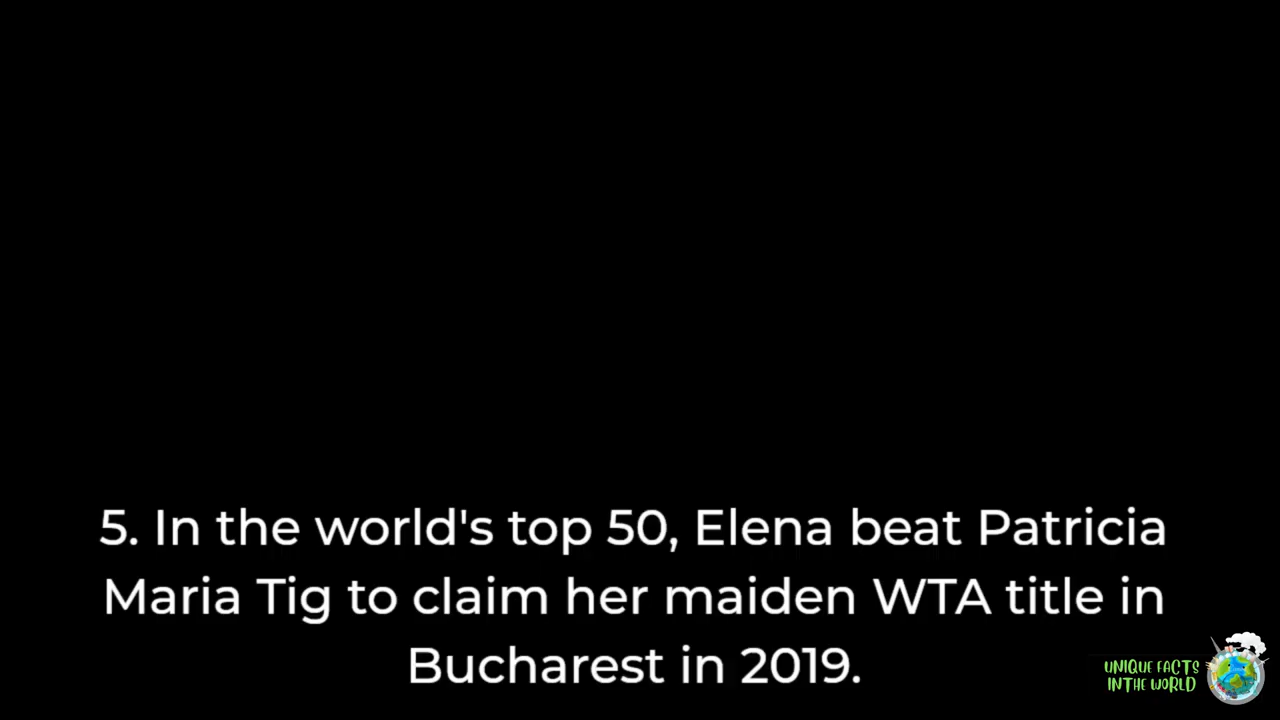 5. In the world's top 50, Elena beat Patricia
Maria Tig to claim her maiden WTA title in
Bucharest in 2019.
UNIQUE FACTS
IN THE WORLD